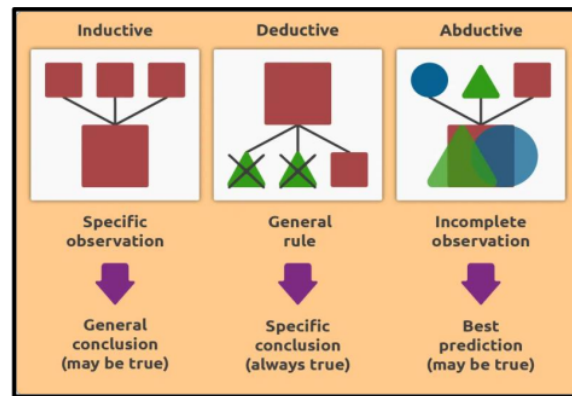 Inductive
Specific
observation
General
conclusion
(may be true)
Deductive
General
rule
Specific
conclusion
(always true)
Abductive
Incomplete
observation
Best
prediction
(may be true)